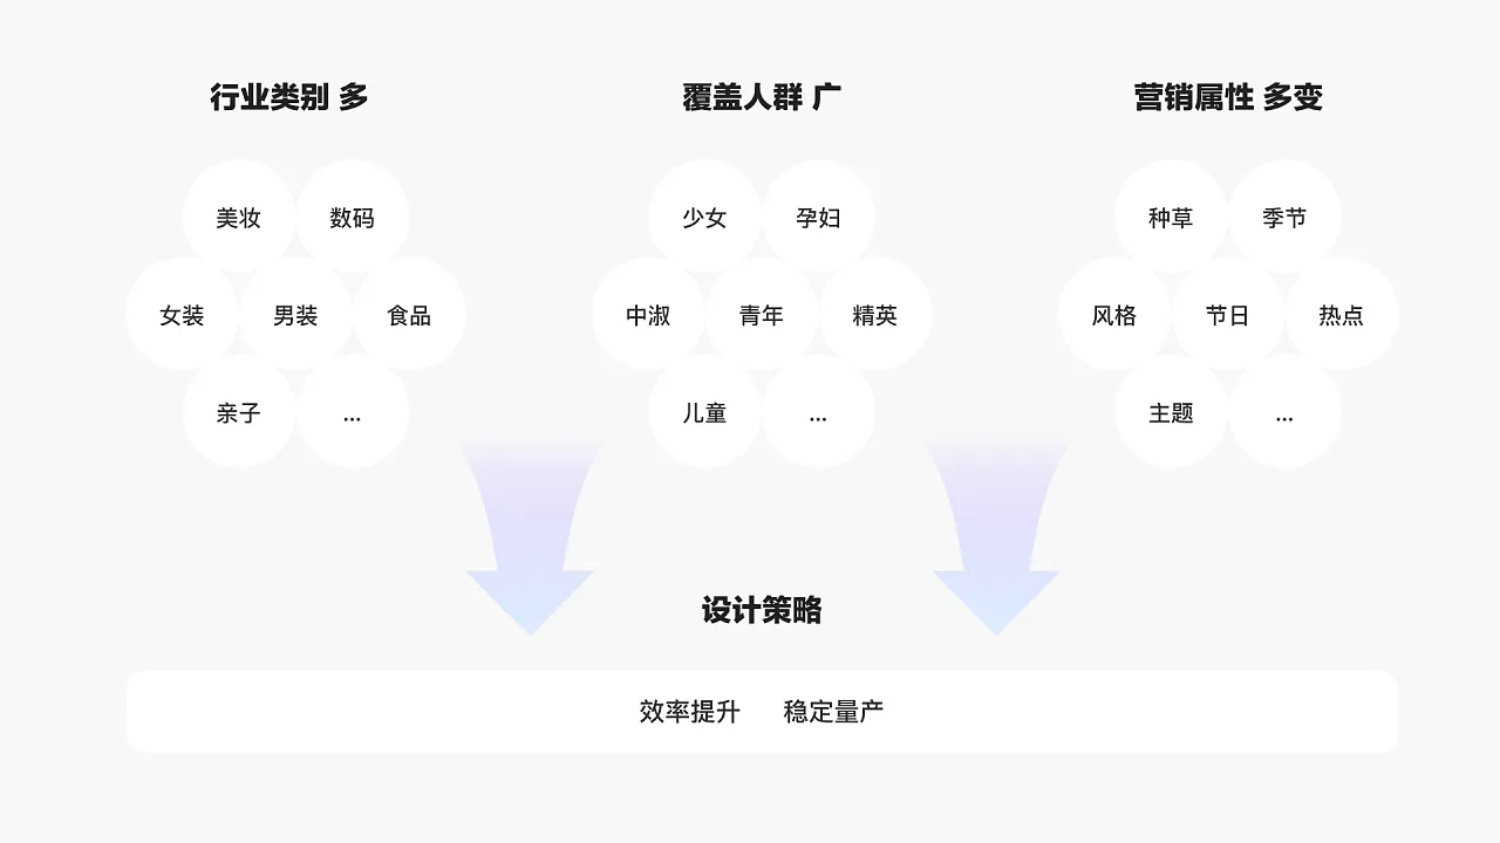 行业类别 多
美妆 数码
女装 男装 食品
亲子 ...
覆盖人群 广
少女 孕妇
中淑 青年 精英
儿童 ...
营销属性 多变
种草 季节
风格 节日 热点
主题 ...
设计策略
效率提升 稳定量产